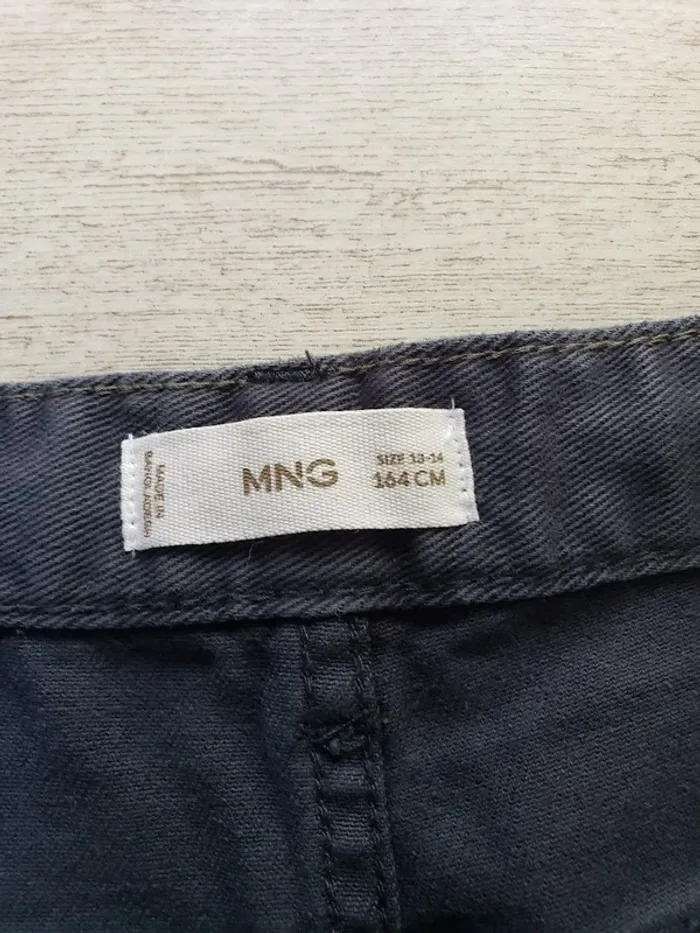 MADE IN
BANGLADESH
MNG
SIZE 13-14
164 CM